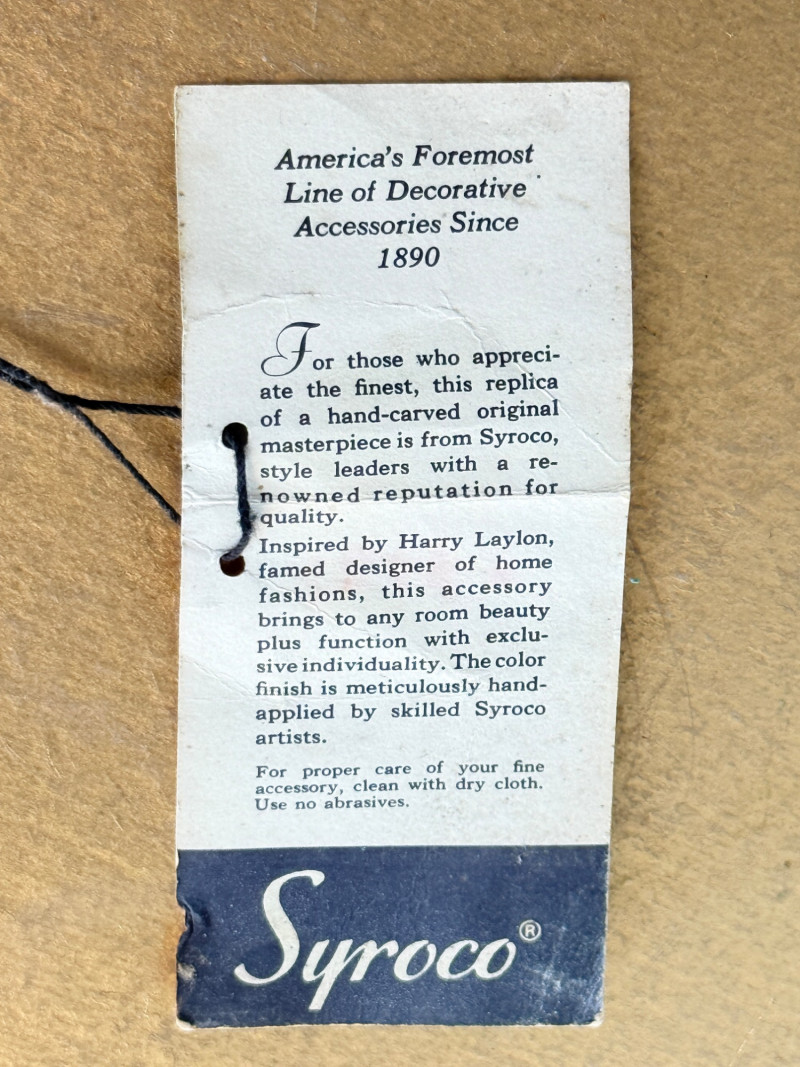 America's Foremost
Line of Decorative
Accessories Since
1890
For those who appreci-
ate the finest, this replica
of a hand-carved original
masterpiece is from Syroco,
style leaders with a re-
nowned reputation for
quality.
Inspired by Harry Laylon,
famed designer of home
fashions, this accessory
brings to any room beauty
plus function with exclu-
sive individuality. The color
finish is meticulously hand-
applied by skilled Syroco
artists.
For proper care of your fine
accessory, clean with dry cloth.
Use no abrasives.
Syroco®